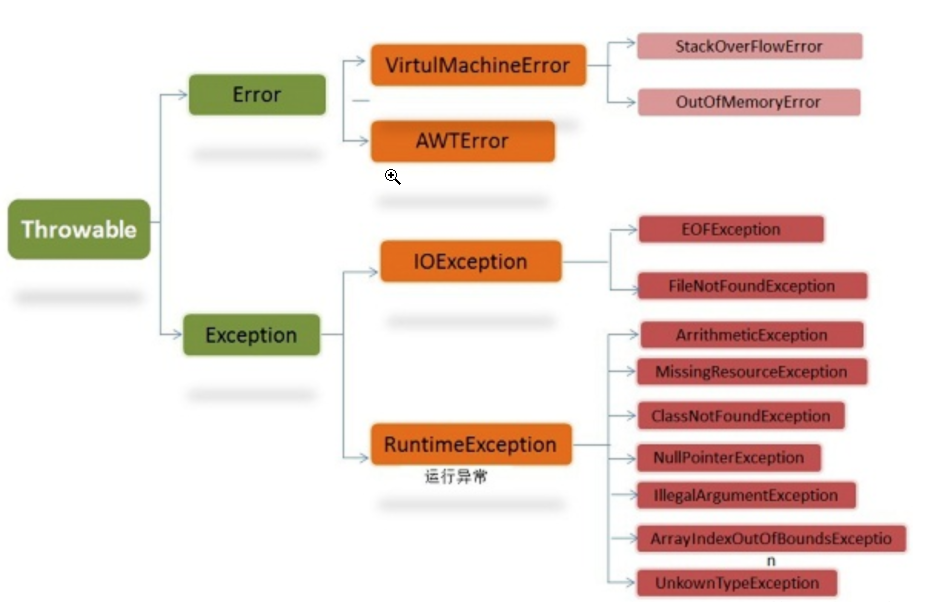 Throwable
Error
VirtulMachineError
StackOverFlowError
OutOfMemoryError
AWTError
Exception
IOException
EOFException
FileNotFoundException
RuntimeException
运行异常
ArrithmeticException
MissingResourceException
ClassNotFoundException
NullPointerException
IllegalArgumentException
ArrayIndexOutOfBoundsExceptio
n
UnkownTypeException